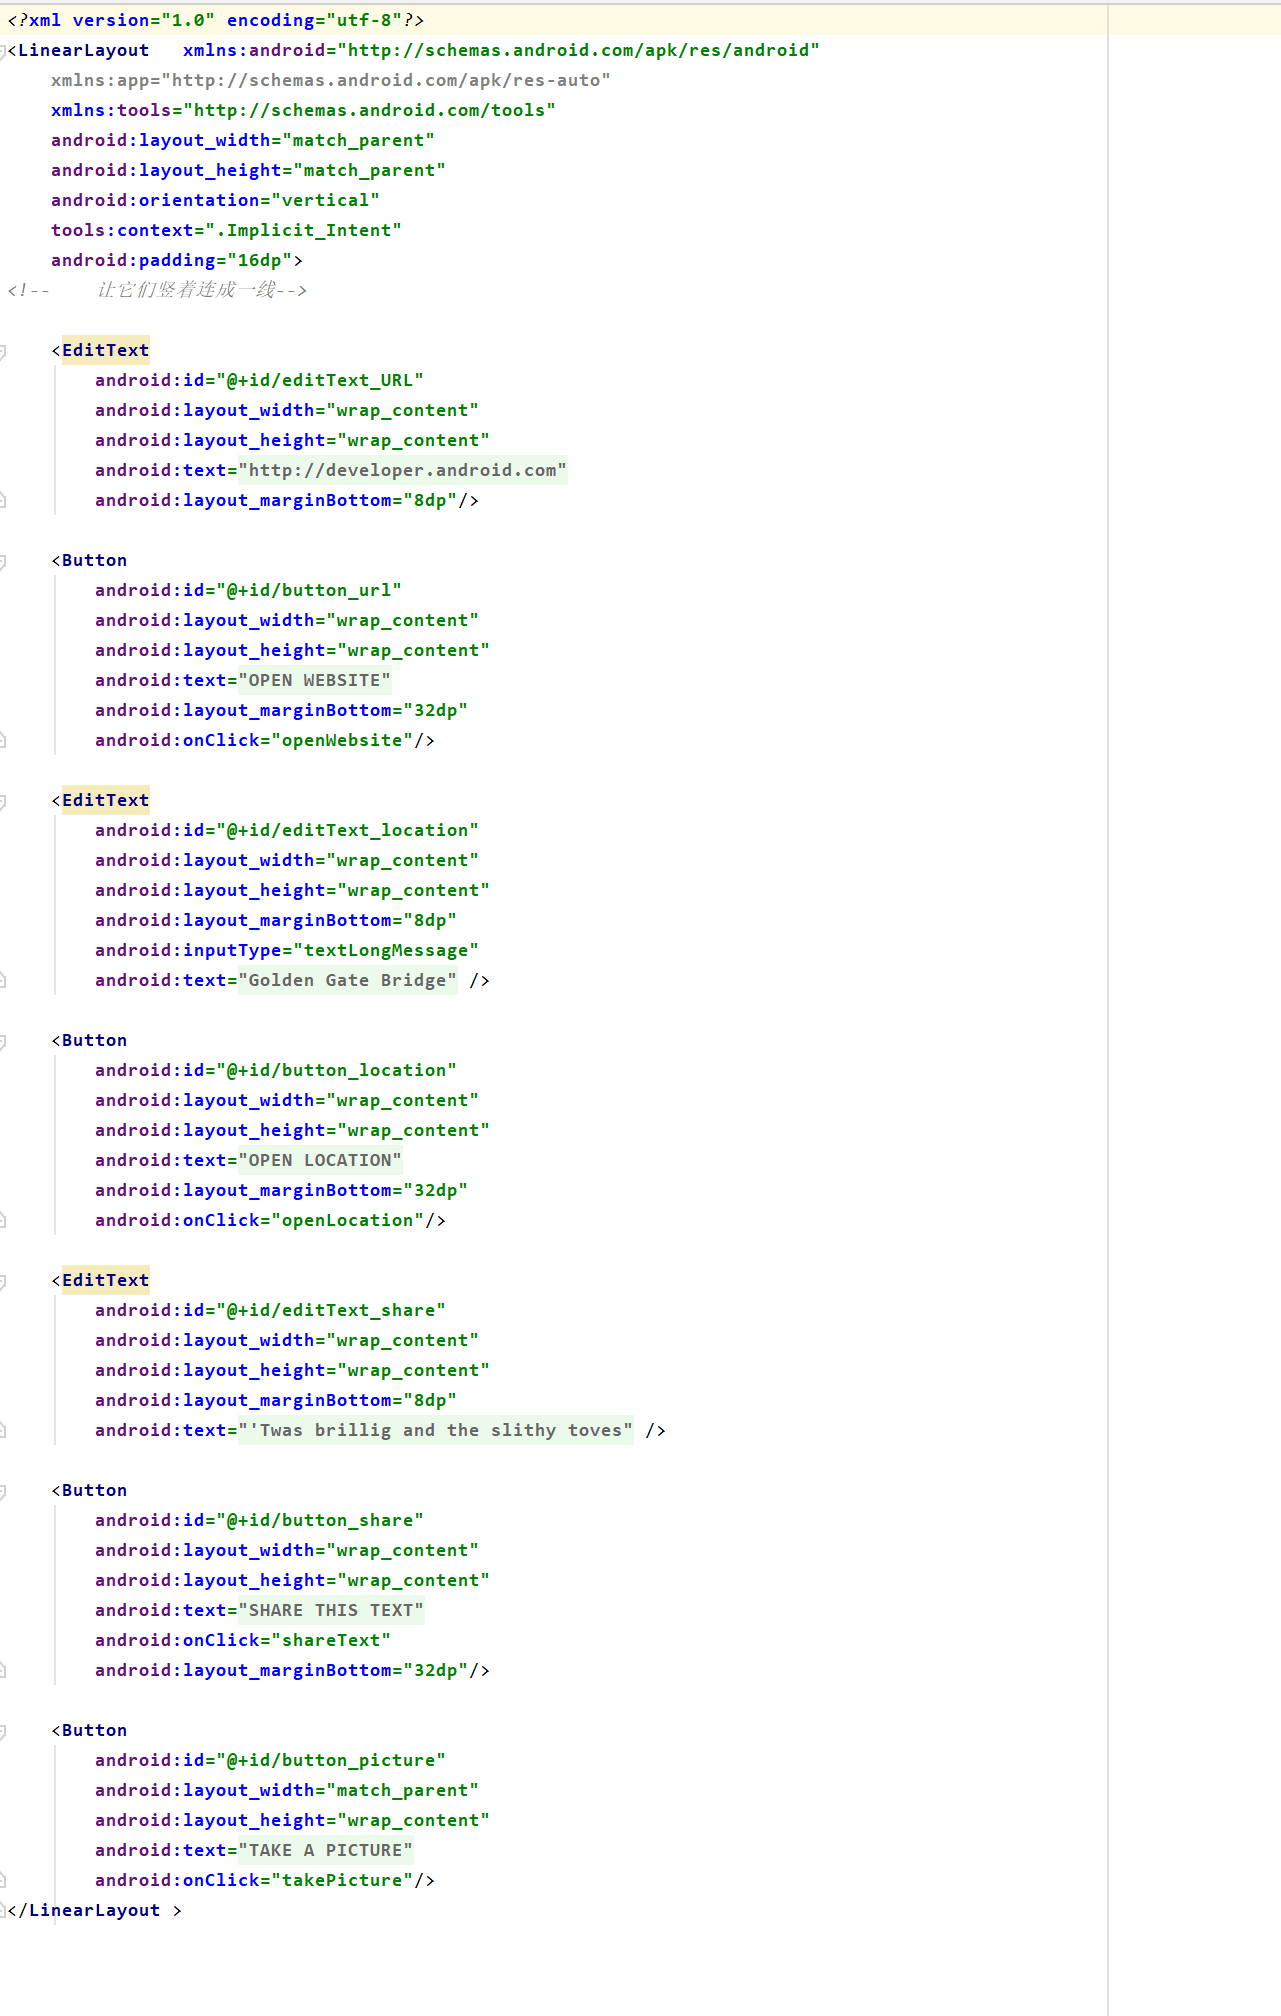 <?xml version="1.0" encoding="utf-8"?>
<LinearLayout   xmlns:android="http://schemas.android.com/apk/res/android"
    xmlns:app="http://schemas.android.com/apk/res-auto"
    xmlns:tools="http://schemas.android.com/tools"
    android:layout_width="match_parent"
    android:layout_height="match_parent"
    android:orientation="vertical"
    tools:context=".Implicit_Intent"
    android:padding="16dp">
<!--    让它们竖着连成一线-->

    <EditText
        android:id="@+id/editText_URL"
        android:layout_width="wrap_content"
        android:layout_height="wrap_content"
        android:text="http://developer.android.com"
        android:layout_marginBottom="8dp"/>

    <Button
        android:id="@+id/button_url"
        android:layout_width="wrap_content"
        android:layout_height="wrap_content"
        android:text="OPEN WEBSITE"
        android:layout_marginBottom="32dp"
        android:onClick="openWebsite"/>

    <EditText
        android:id="@+id/editText_location"
        android:layout_width="wrap_content"
        android:layout_height="wrap_content"
        android:layout_marginBottom="8dp"
        android:inputType="textLongMessage"
        android:text="Golden Gate Bridge" />

    <Button
        android:id="@+id/button_location"
        android:layout_width="wrap_content"
        android:layout_height="wrap_content"
        android:text="OPEN LOCATION"
        android:layout_marginBottom="32dp"
        android:onClick="openLocation"/>

    <EditText
        android:id="@+id/editText_share"
        android:layout_width="wrap_content"
        android:layout_height="wrap_content"
        android:layout_marginBottom="8dp"
        android:text="'Twas brillig and the slithy toves" />

    <Button
        android:id="@+id/button_share"
        android:layout_width="wrap_content"
        android:layout_height="wrap_content"
        android:text="SHARE THIS TEXT"
        android:onClick="shareText"
        android:layout_marginBottom="32dp"/>

    <Button
        android:id="@+id/button_picture"
        android:layout_width="match_parent"
        android:layout_height="wrap_content"
        android:text="TAKE A PICTURE"
        android:onClick="takePicture"/>
</LinearLayout >